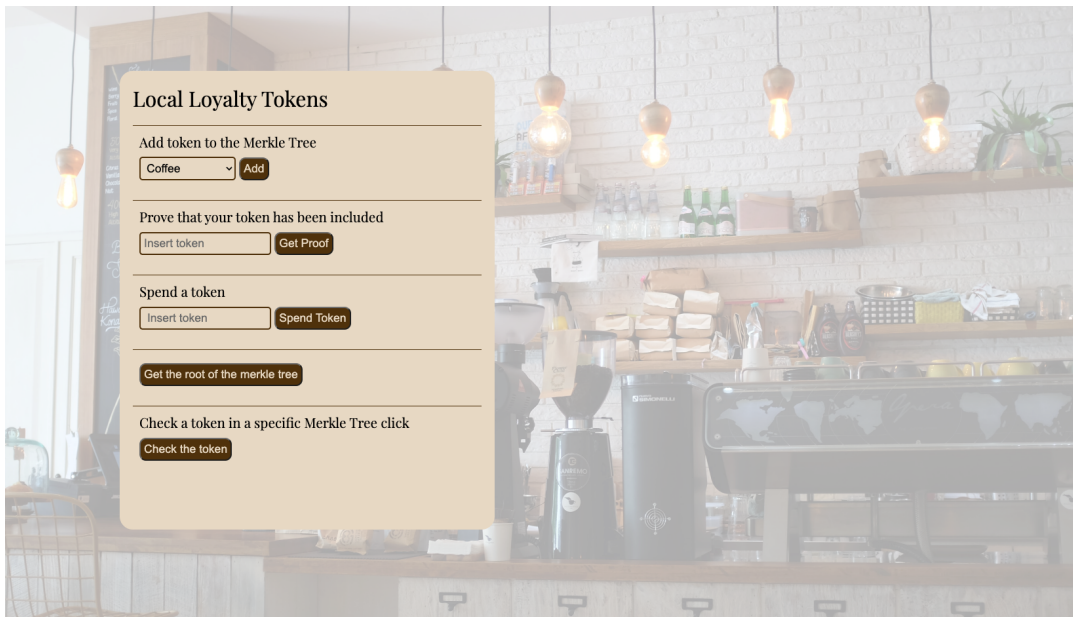 Local Loyalty Tokens
Add token to the Merkle Tree
Coffee
Add
Prove that your token has been included
Insert token
Get Proof
Spend a token
Insert token
Spend Token
Get the root of the merkle tree
Check a token in a specific Merkle Tree click
Check the token